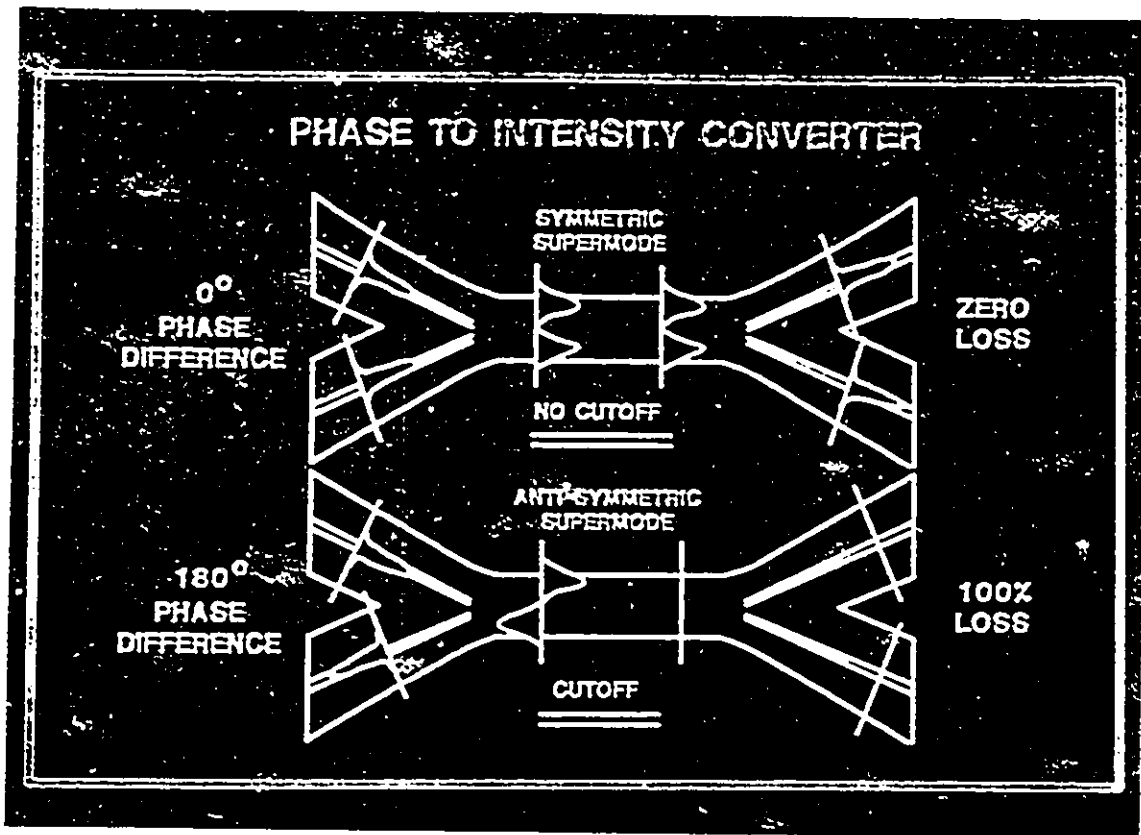 PHASE TO INTENSITY CONVERTER
SYMMETRIC
SUPERMODE
0°
PHASE
DIFFERENCE
ZERO
LOSS
NO CUTOFF
ANTI-SYMMETRIC
SUPERMODE
180°
PHASE
DIFFERENCE
100%
LOSS
CUTOFF